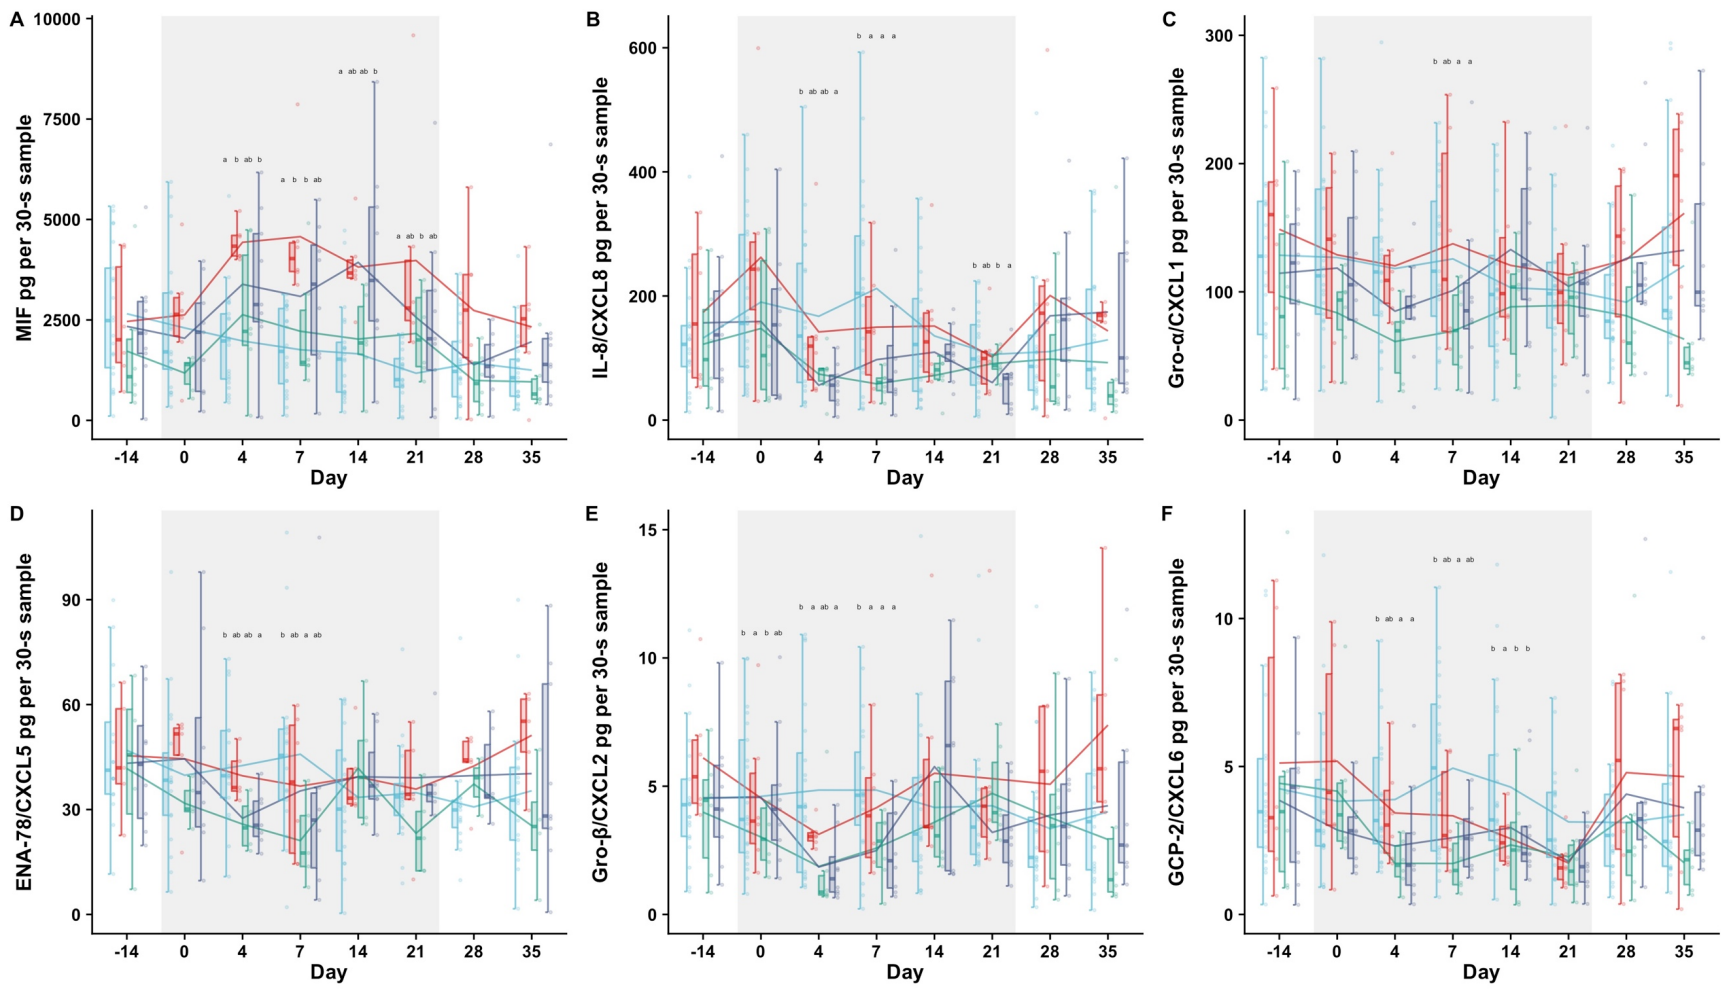 A
MIF pg per 30-s sample
10000
7500
5000
2500
0
a b ab b
a b b ab
a ab ab b
a ab b ab
-14 0 4 7 14 21 28 35
Day
B
IL-8/CXCL8 pg per 30-s sample
600
400
200
0
b ab ab a
b a a a
b ab b a
-14 0 4 7 14 21 28 35
Day
C
Gro-α/CXCL1 pg per 30-s sample
300
200
100
0
b ab a a
-14 0 4 7 14 21 28 35
Day
D
ENA-78/CXCL5 pg per 30-s sample
90
60
30
0
b ab ab a
b ab a ab
-14 0 4 7 14 21 28 35
Day
E
Gro-β/CXCL2 pg per 30-s sample
15
10
5
0
b a b ab
b a ab a
b a a a
-14 0 4 7 14 21 28 35
Day
F
GCP-2/CXCL6 pg per 30-s sample
10
5
0
b ab a a
b ab a ab
b a b b
-14 0 4 7 14 21 28 35
Day